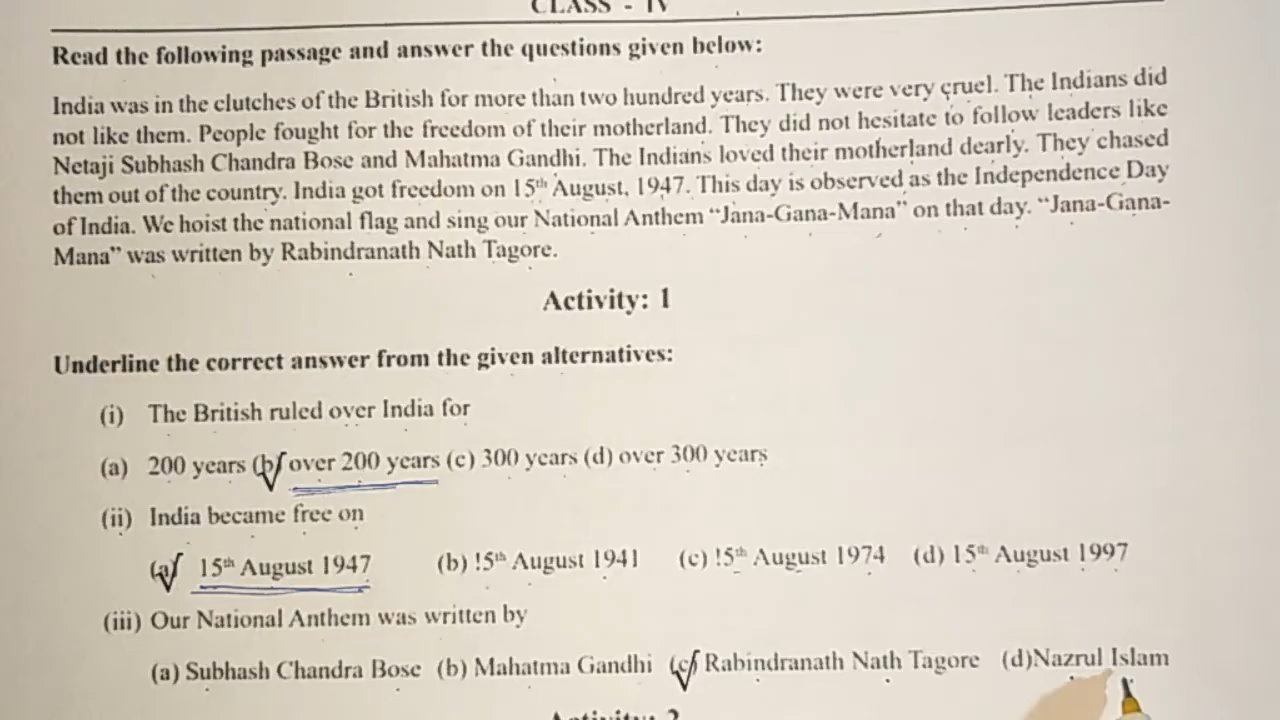 CLASS - IV
Read the following passage and answer the questions given below:
India was in the clutches of the British for more than two hundred years. They were very cruel. The Indians did
not like them. People fought for the freedom of their motherland. They did not hesitate to follow leaders like
Netaji Subhash Chandra Bose and Mahatma Gandhi. The Indians loved their motherland dearly. They chased
them out of the country. India got freedom on 15th August, 1947. This day is observed as the Independence Day
of India. We hoist the national flag and sing our National Anthem “Jana-Gana-Mana” on that day. “Jana-Gana-
Mana” was written by Rabindranath Nath Tagore.
Activity: 1
Underline the correct answer from the given alternatives:
(i) The British ruled over India for
(a) 200 years (b) over 200 years (c) 300 years (d) over 300 years
(ii) India became free on
(a) 15th August 1947 (b) !5th August 1941 (c) !5th August 1974 (d) 15th August 1997
(iii) Our National Anthem was written by
(a) Subhash Chandra Bose (b) Mahatma Gandhi (c) Rabindranath Nath Tagore (d)Nazrul Islam
Activity: 2